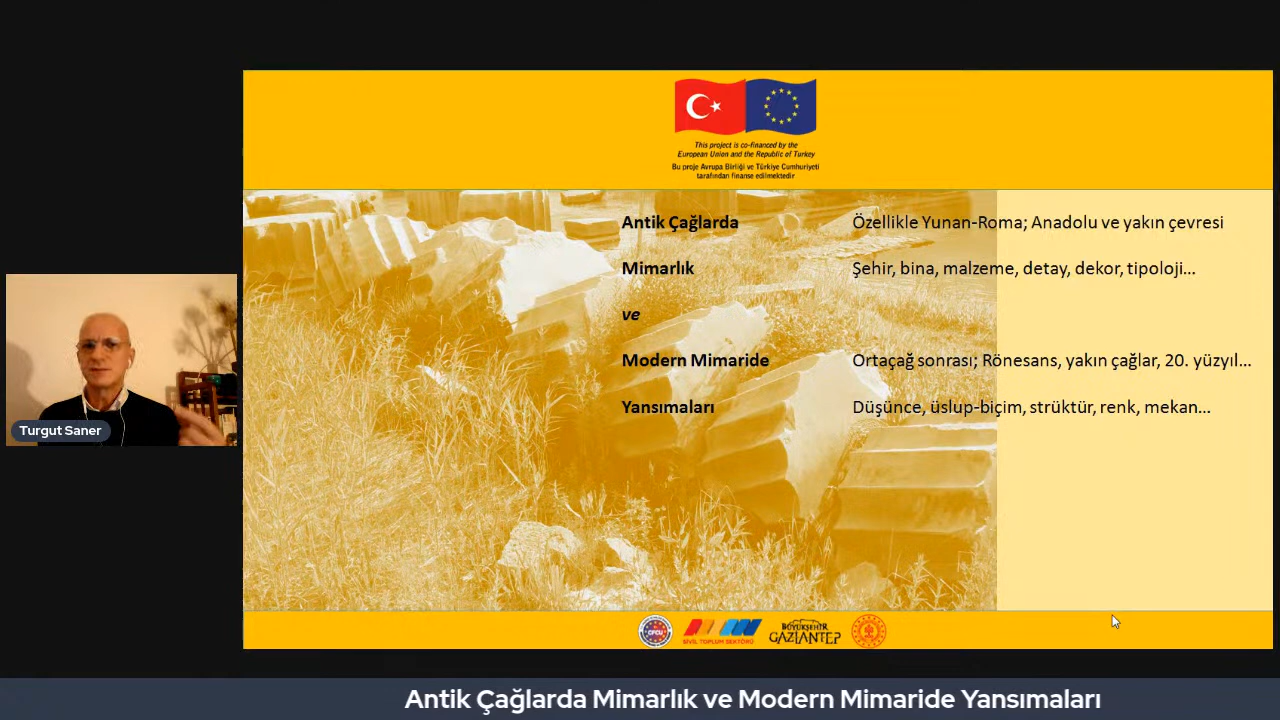 This project is co-financed by the
European Union and the Republic of Turkey
Bu proje Avrupa Birliği ve Türkiye Cumhuriyeti
tarafından finanse edilmektedir
Antik Çağlarda Özellikle Yunan-Roma; Anadolu ve yakın çevresi
Mimarlık Şehir, bina, malzeme, detay, dekor, tipoloji...
ve
Modern Mimaride Ortaçağ sonrası; Rönesans, yakın çağlar, 20. yüzyıl...
Yansımaları Düşünce, üslup-biçim, strüktür, renk, mekan...
Turgut Saner
CFCU
SİVİL TOPLUM SEKTÖRÜ
BÜYÜKŞEHİR
GAZİANTEP
Antik Çağlarda Mimarlık ve Modern Mimaride Yansımaları